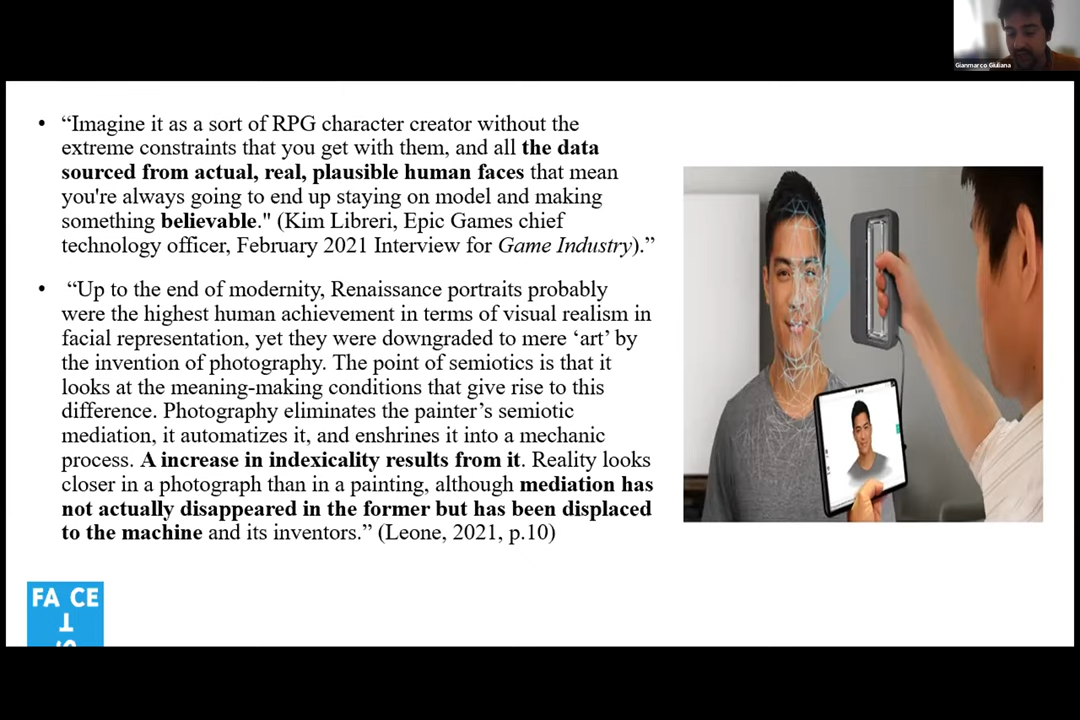 Gianmarco Giuliana
• “Imagine it as a sort of RPG character creator without the
extreme constraints that you get with them, and all the data
sourced from actual, real, plausible human faces that mean
you're always going to end up staying on model and making
something believable." (Kim Libreri, Epic Games chief
technology officer, February 2021 Interview for Game Industry).”
• “Up to the end of modernity, Renaissance portraits probably
were the highest human achievement in terms of visual realism in
facial representation, yet they were downgraded to mere ‘art’ by
the invention of photography. The point of semiotics is that it
looks at the meaning-making conditions that give rise to this
difference. Photography eliminates the painter’s semiotic
mediation, it automatizes it, and enshrines it into a mechanic
process. A increase in indexicality results from it. Reality looks
closer in a photograph than in a painting, although mediation has
not actually disappeared in the former but has been displaced
to the machine and its inventors.” (Leone, 2021, p.10)
FA CE
T